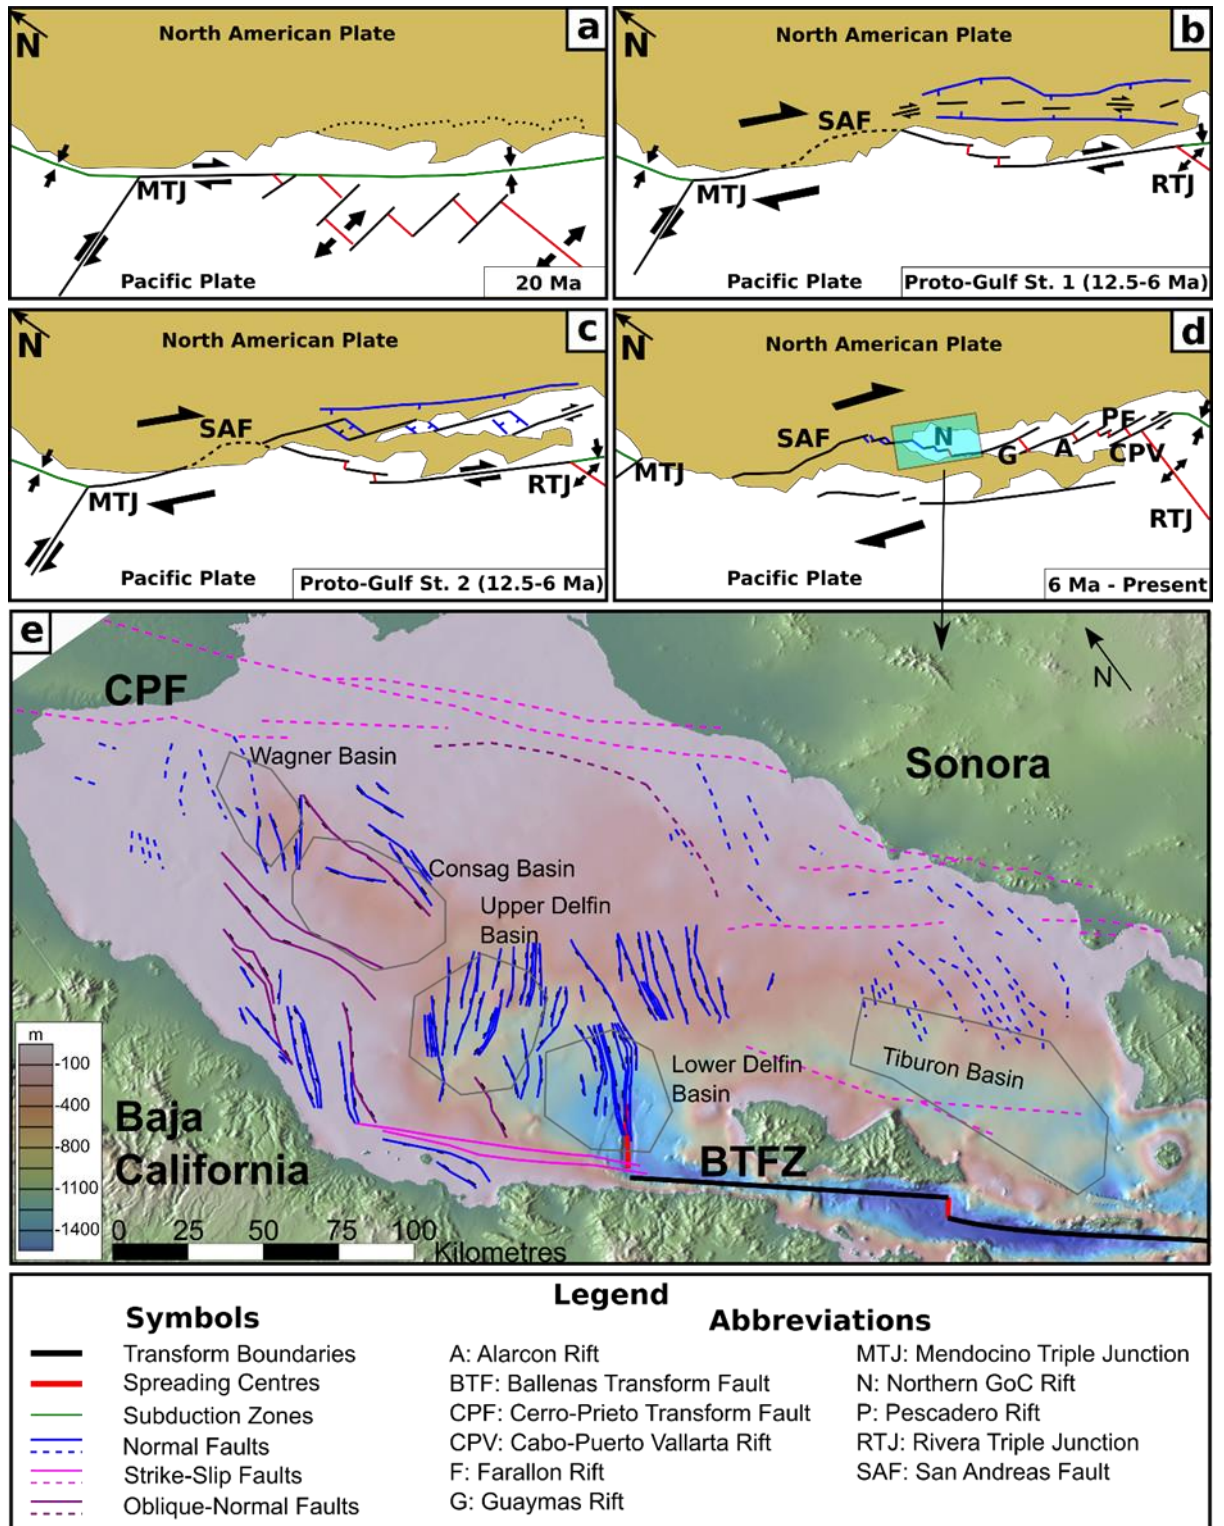 N
North American Plate
a
MTJ
Pacific Plate
20 Ma
N
North American Plate
b
SAF
MTJ
RTJ
Pacific Plate
Proto-Gulf St. 1 (12.5-6 Ma)
N
North American Plate
c
SAF
MTJ
RTJ
Pacific Plate
Proto-Gulf St. 2 (12.5-6 Ma)
N
North American Plate
d
SAF
N
G
A
P
F
CPV
MTJ
RTJ
Pacific Plate
6 Ma - Present
e
N
CPF
Wagner Basin
Sonora
Consag Basin
Upper Delfin
Basin
Lower Delfin
Basin
Tiburon Basin
m
-100
-400
-800
-1100
-1400
Baja
California
BTFZ
0 25 50 75 100
Kilometres
Legend
Symbols
Transform Boundaries
Spreading Centres
Subduction Zones
Normal Faults
Strike-Slip Faults
Oblique-Normal Faults
Abbreviations
A: Alarcon Rift
BTF: Ballenas Transform Fault
CPF: Cerro-Prieto Transform Fault
CPV: Cabo-Puerto Vallarta Rift
F: Farallon Rift
G: Guaymas Rift
MTJ: Mendocino Triple Junction
N: Northern GoC Rift
P: Pescadero Rift
RTJ: Rivera Triple Junction
SAF: San Andreas Fault